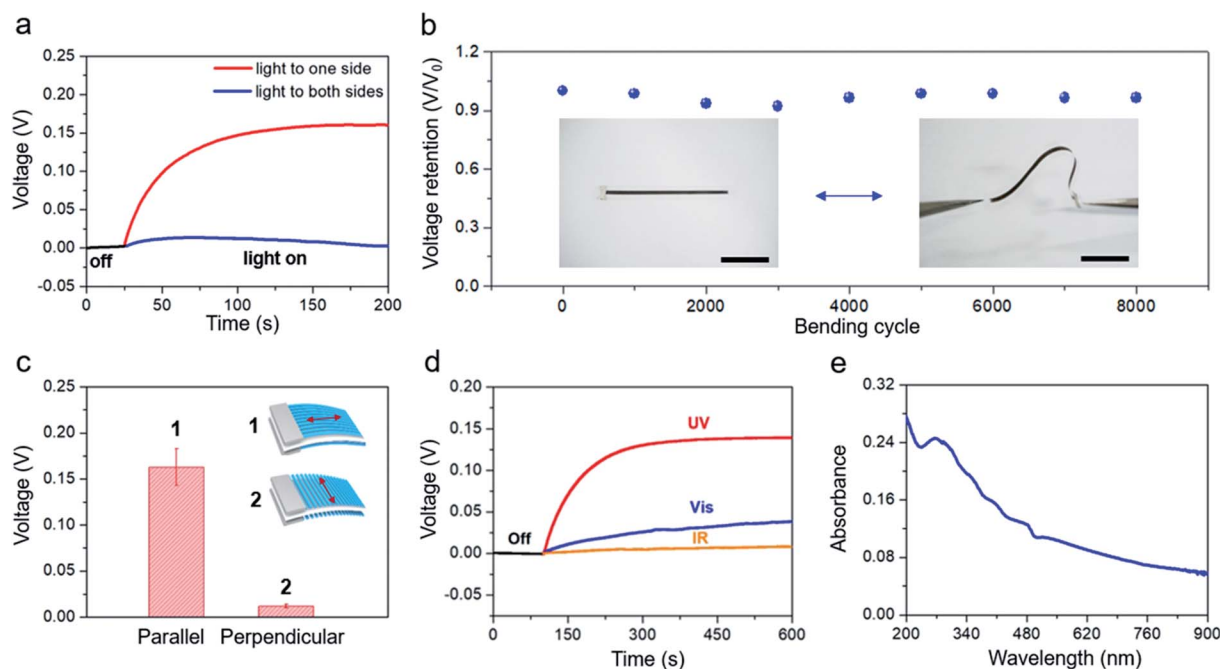 a
0.25
0.20
0.15
0.10
0.05
0.00
-0.05
Voltage (V)
light to one side
light to both sides
off
light on
0
50
100
150
200
Time (s)
b
1.2
0.9
0.6
0.3
0.0
Voltage retention (V/V₀)
0
2000
4000
6000
8000
Bending cycle
c
0.25
0.20
0.15
0.10
0.05
0.00
Voltage (V)
1
2
1
2
Parallel
Perpendicular
d
0.20
0.15
0.10
0.05
0.00
-0.05
Voltage (V)
Off
UV
Vis
IR
0
150
300
450
600
Time (s)
e
0.32
0.24
0.16
0.08
0.00
Absorbance
200
340
480
620
760
900
Wavelength (nm)